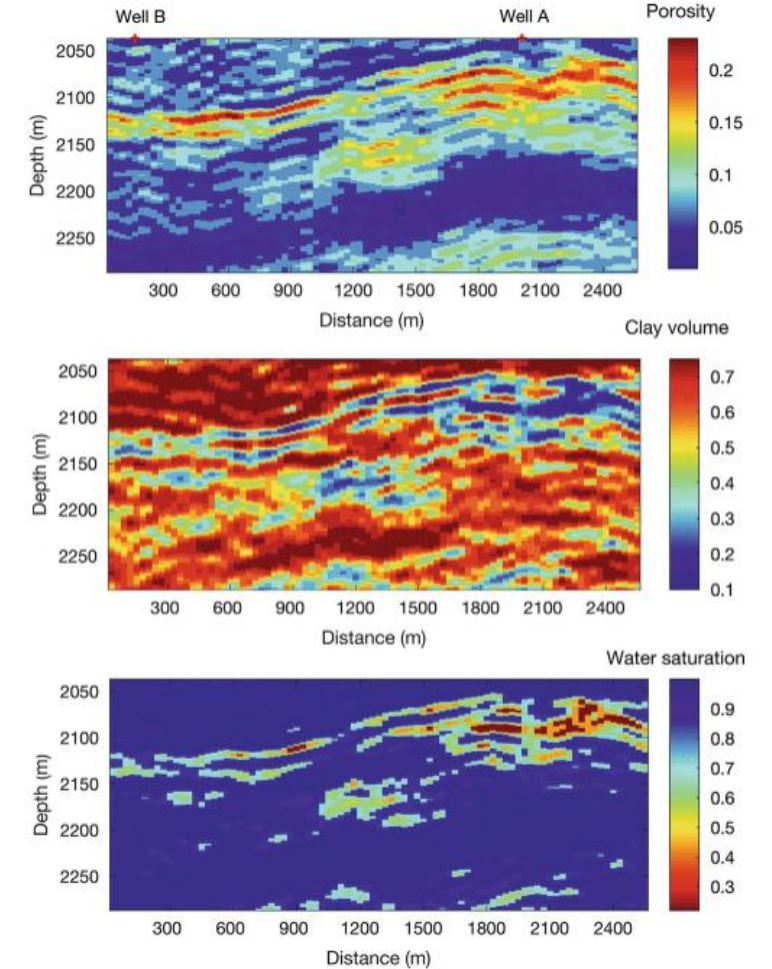 Well B Well A Porosity
2050
2100
2150
2200
2250
Depth (m)
0.2
0.15
0.1
0.05
300 600 900 1200 1500 1800 2100 2400
Distance (m)
Clay volume
2050
2100
2150
2200
2250
Depth (m)
0.7
0.6
0.5
0.4
0.3
0.2
0.1
300 600 900 1200 1500 1800 2100 2400
Distance (m)
Water saturation
2050
2100
2150
2200
2250
Depth (m)
0.9
0.8
0.7
0.6
0.5
0.4
0.3
300 600 900 1200 1500 1800 2100 2400
Distance (m)